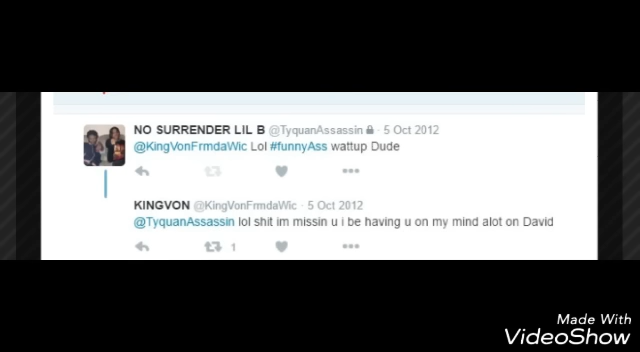 NO SURRENDER LIL B @TyquanAssassin · 5 Oct 2012
@KingVonFrmdaWic Lol #funnyAss wattup Dude
KINGVON @KingVonFrmdaWic · 5 Oct 2012
@TyquanAssassin lol shit im missin u i be having u on my mind alot on David
1
Made With
VideoShow